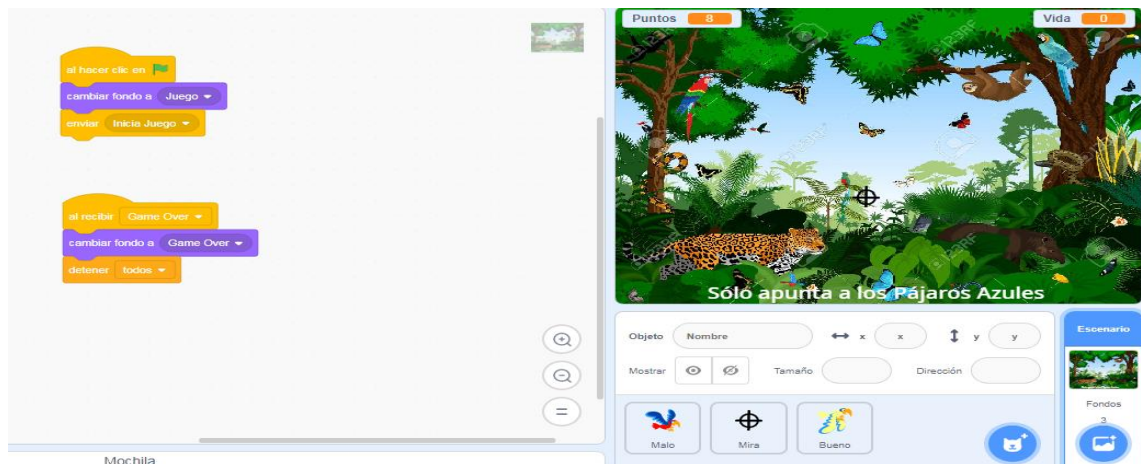 al hacer clic en
cambiar fondo a Juego
enviar Inicia Juego
al recibir Game Over
cambiar fondo a Game Over
detener todos
Mochila
Puntos 8
Vida 0
Sólo apunta a los Pájaros Azules
Objeto Nombre x x y y
Mostrar Tamaño Dirección
Malo Mira Bueno
Escenario
Fondos
3